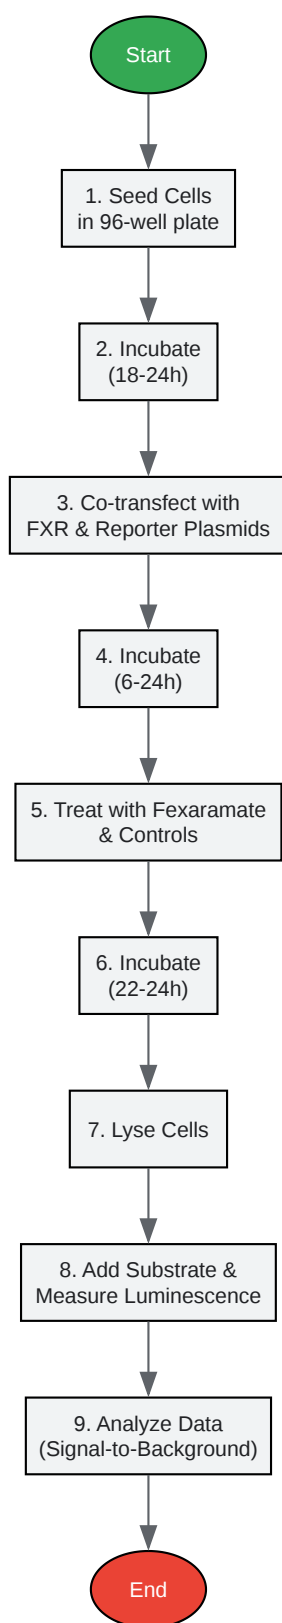 Start
1. Seed Cells
in 96-well plate
2. Incubate
(18-24h)
3. Co-transfect with
FXR & Reporter Plasmids
4. Incubate
(6-24h)
5. Treat with Fexaramate
& Controls
6. Incubate
(22-24h)
7. Lyse Cells
8. Add Substrate &
Measure Luminescence
9. Analyze Data
(Signal-to-Background)
End